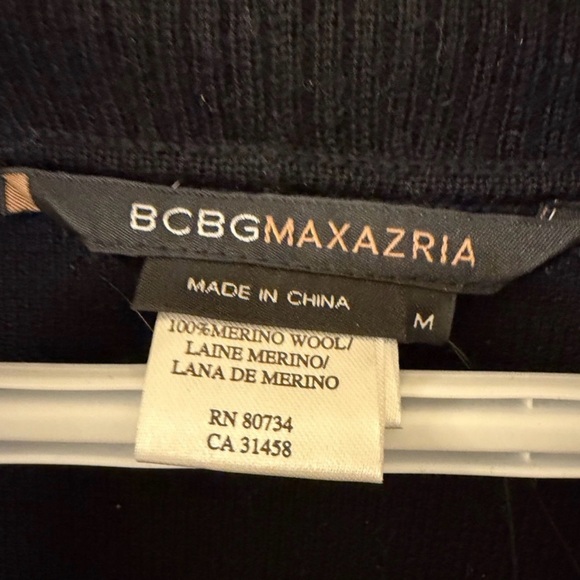 BCBGMAXAZRIA
MADE IN CHINA
M
100%MERINO WOOL/
LAINE MERINO/
LANA DE MERINO
RN 80734
CA 31458